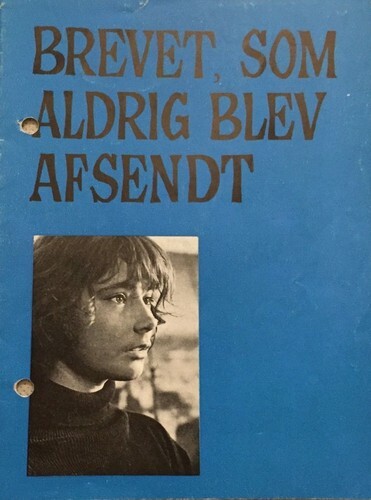 BREVET, SOM
ALDRIG BLEV
AFSENDT